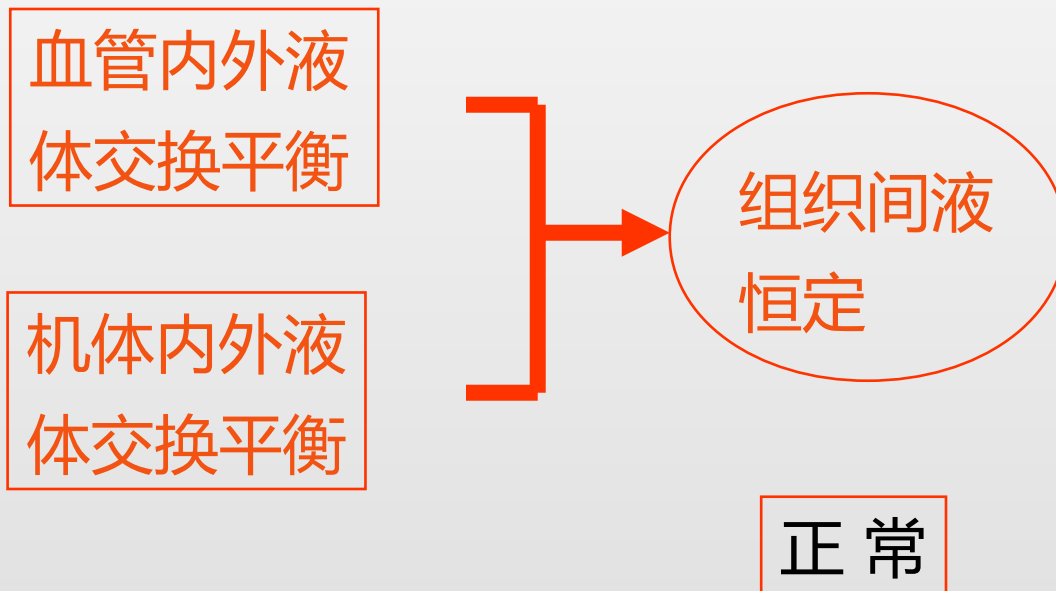 血管内外液
体交换平衡
组织间液
恒定
机体内外液
体交换平衡
正 常